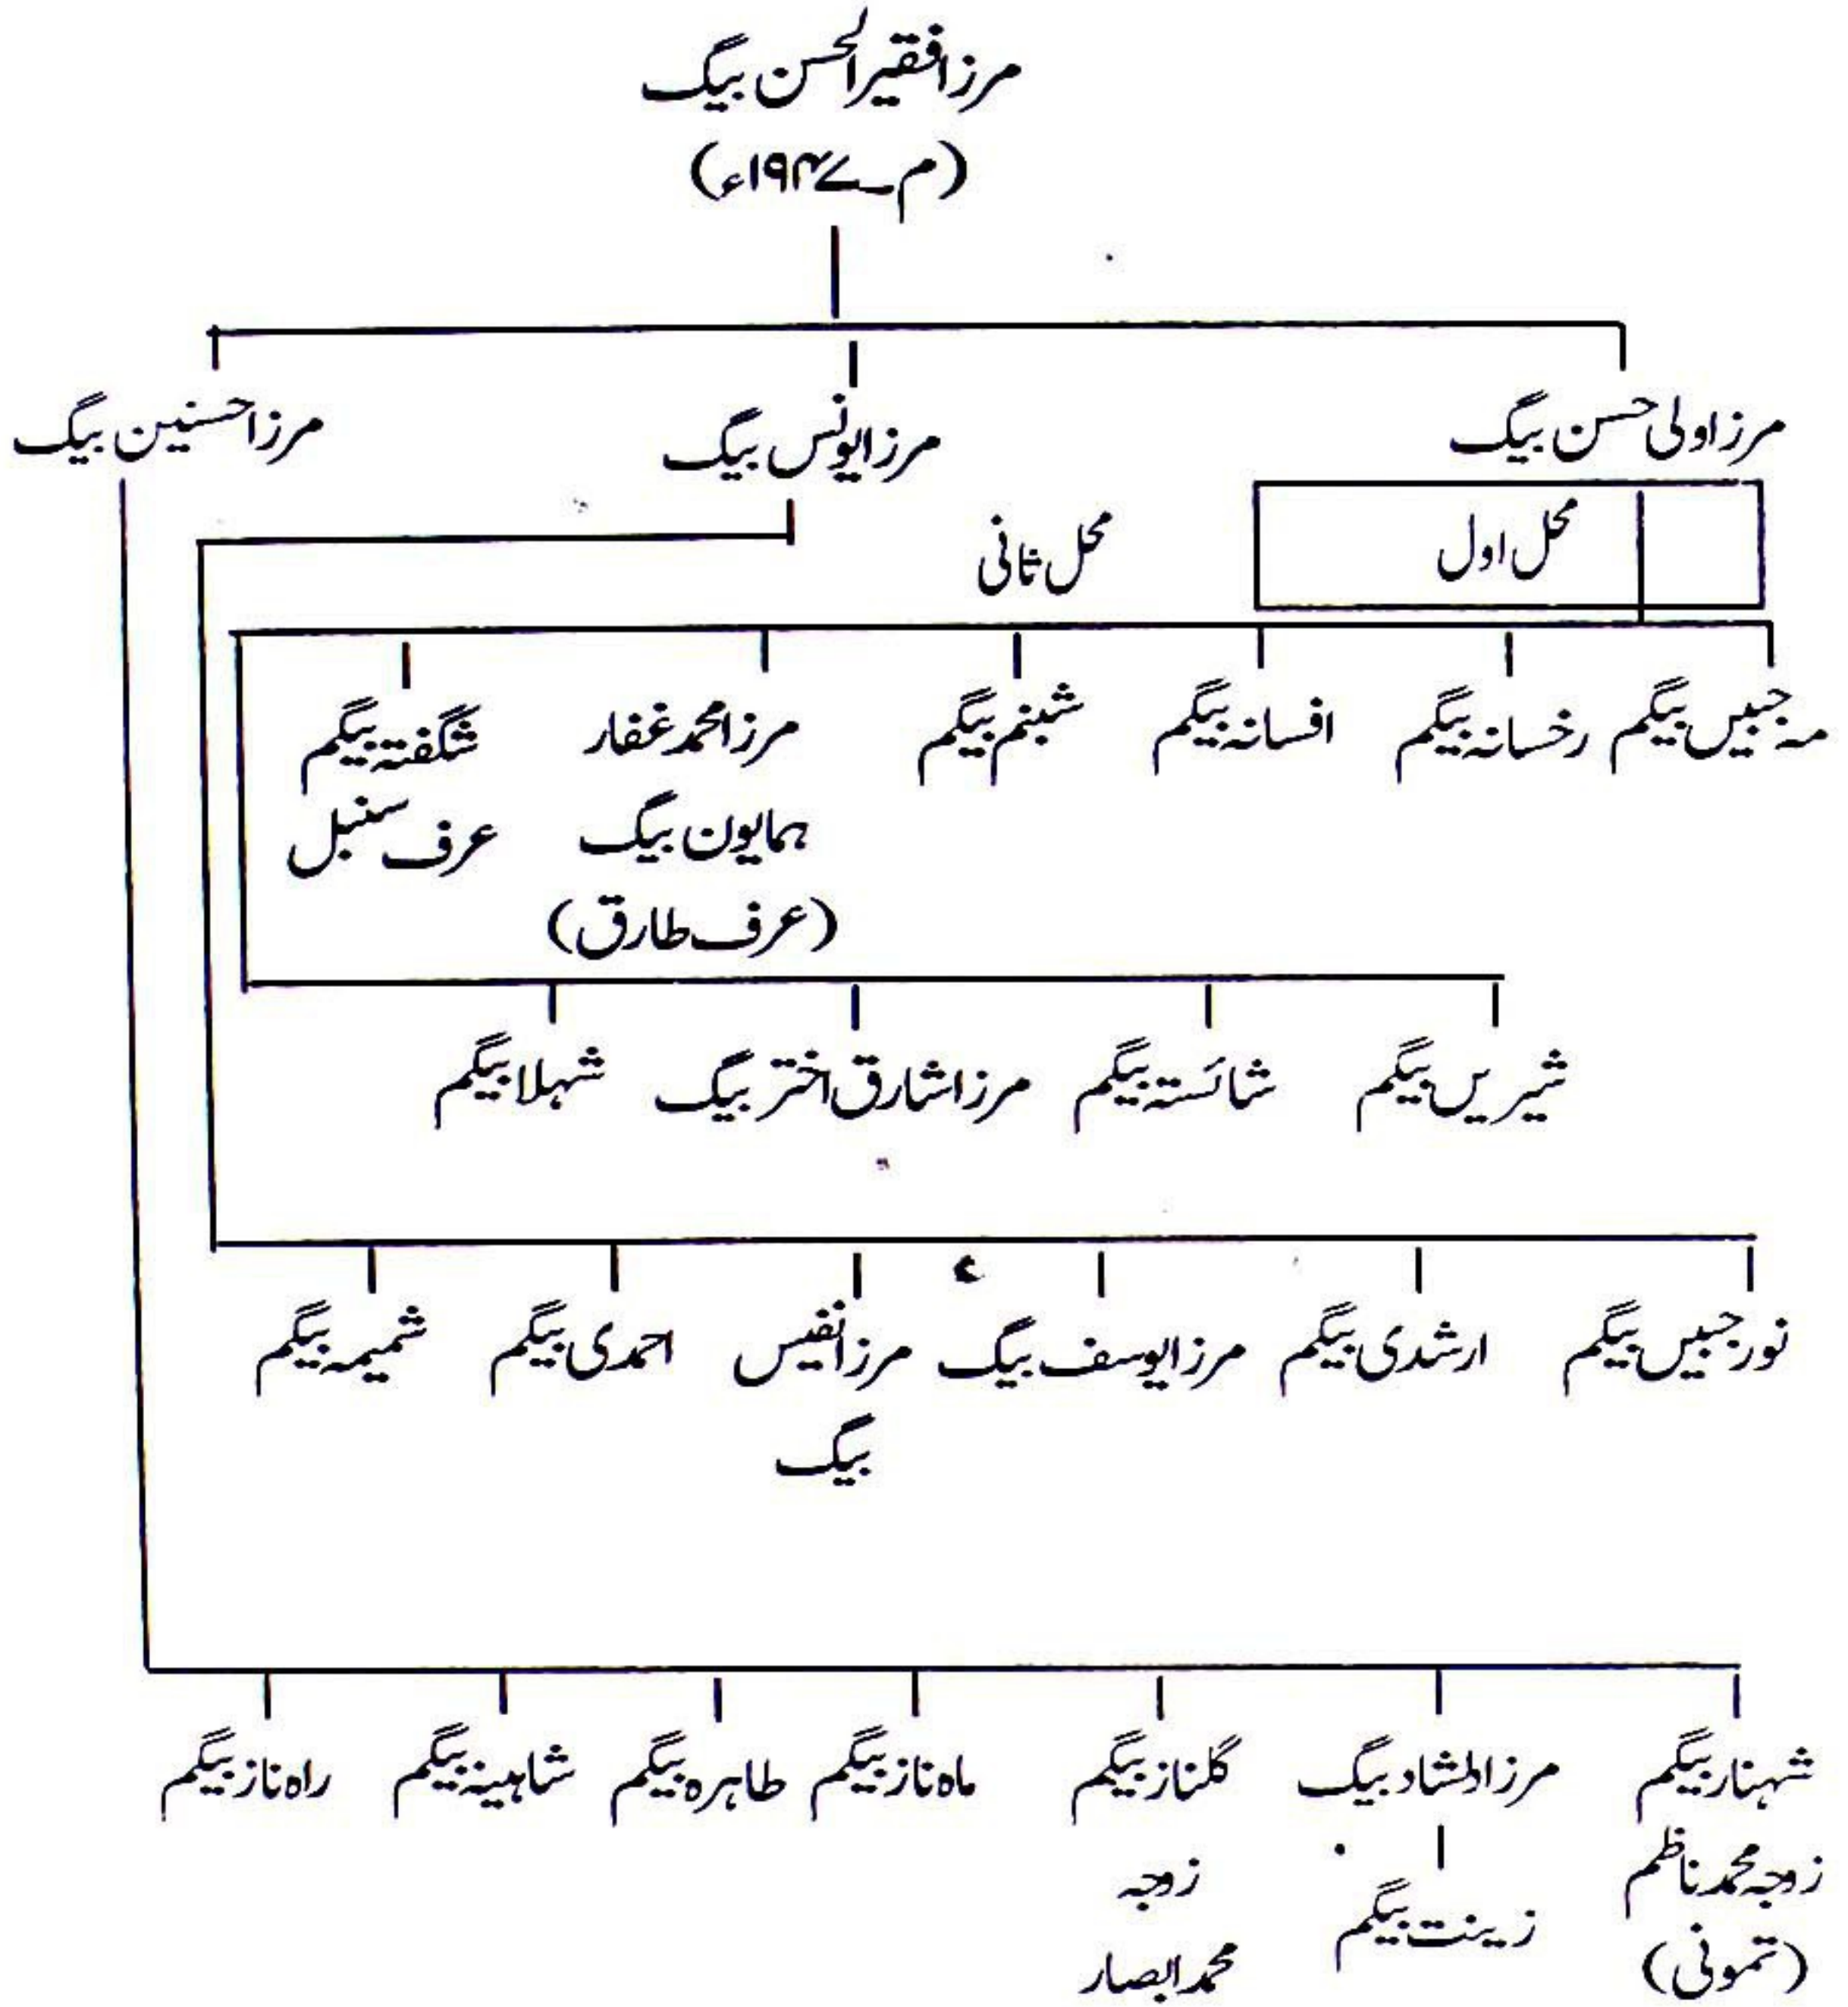 مرزا فقیر الحسن بیگ
(م ۱۹۴۷ء)
مرزا ولی حسن بیگ
مرزا یونس بیگ
مرزا حسنین بیگ
محل اول
محل ثانی
مہ جبیں بیگم
رخسانہ بیگم
افسانہ بیگم
شبنم بیگم
مرزا محمد غفار
ہمایون بیگ
(عرف طارق)
شگفتہ بیگم
عرف سنبل
شیریں بیگم
شائستہ بیگم
مرزا شارق اختر بیگ
شہلا بیگم
نور جبیں بیگم
ارشدی بیگم
مرزا یوسف بیگ
مرزا نفیس
بیگ
احمدی بیگم
شمیمہ بیگم
شہنار بیگم
زوجہ محمد ناظم
(تمونی)
مرزا دلشاد بیگ
زینت بیگم
گلناز بیگم
زوجہ
محمد ابصار
ماہ ناز بیگم
طاہرہ بیگم
شاہینہ بیگم
راہ ناز بیگم